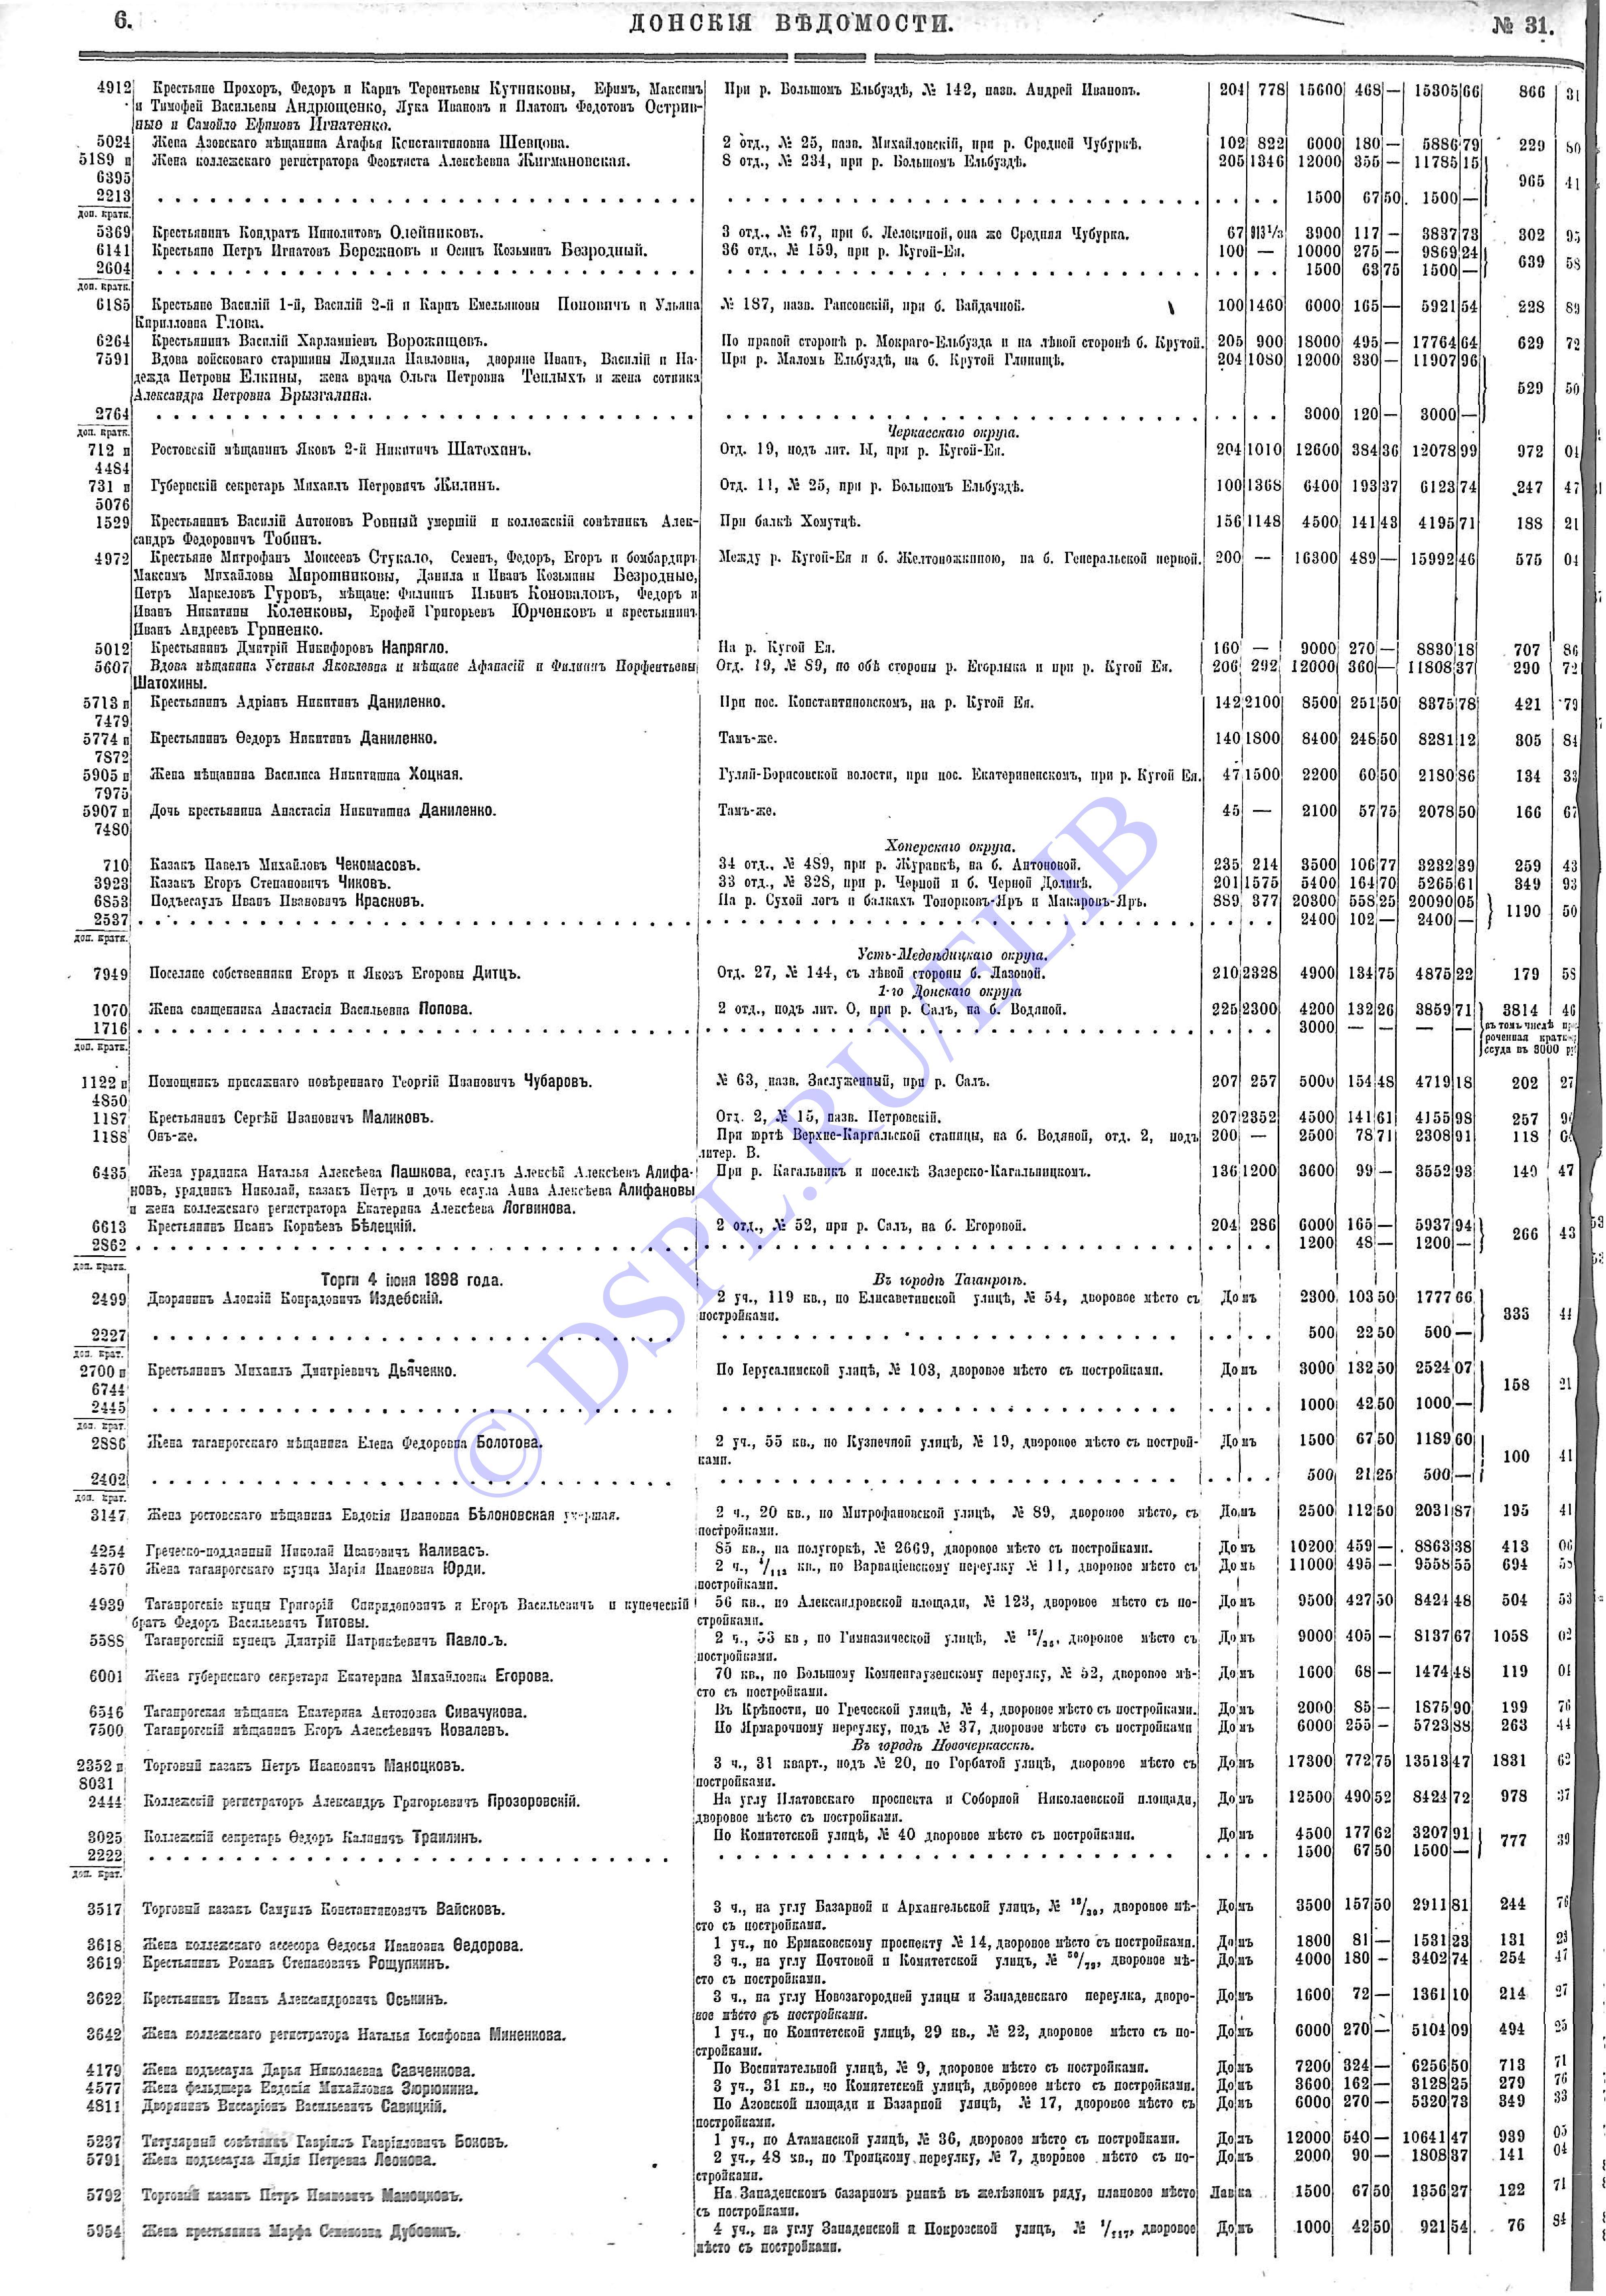 6. ДОНСКІЯ ВѢДОМОСТИ. № 31.
4912 Крестьяне Прохоръ, Федоръ и Карпъ Терентьевы Кутниковы, Ефимъ, Максимъ При р. Большомъ Ельбуздѣ, № 142, назв. Андрей Ивановъ. 204 778 15600 468 — 15305 66 866 31
и Тимофей Васильевы Андрющенко, Лука Ивановъ и Платонъ Федотовъ Остриц-
ные и Самойло Ефимовъ Игнатенко.
5024 Жена Азовскаго мѣщанина Агафья Константиновна Шевцова. 2 отд., № 25, назв. Михайловскій, при р. Средней Чубуркѣ. 102 822 6000 180 — 5886 79 229 80
5189 и Жена коллежскаго регистратора Феоктиста Алексѣевна Жигмановская. 8 отд., № 234, при р. Большомъ Ельбуздѣ. 205 1346 12000 355 — 11785 15
6395 965 41
2213 1500 67 50 1500 —
доп. кратк.
5369 Крестьянинъ Кондратъ Ипполитовъ Олейниковъ. 3 отд., № 67, при б. Лелекиной, она же Средняя Чубурка. 67 913 1/3 3900 117 — 3837 73 302 95
6141 Крестьяне Петръ Игнатовъ Бережновъ и Осипъ Козьминъ Безродный. 36 отд., № 159, при р. Кугой-Ея. 100 — 10000 275 — 9869 24 639 58
2604 1500 63 75 1500 —
доп. кратк.
6185 Крестьяне Василій 1-й, Василій 2-й и Карпъ Емельяновы Поповичъ и Ульяна № 187, назв. Рапсовскій, при б. Вайдачной. 100 1460 6000 165 — 5921 54 228 89
Кирилловна Глова.
6264 Крестьянинъ Василій Харлампіевъ Ворожищевъ. По правой сторонѣ р. Мокраго-Ельбузда и на лѣвой сторонѣ б. Крутой. 205 900 18000 495 — 17764 64 629 72
7591 Вдова войсковаго старшины Людмила Павловна, дворяне Иванъ, Василій и На- При р. Маломъ Ельбуздѣ, на б. Крутой Глинищѣ. 204 1080 12000 330 — 11907 96
дежда Петровы Елкины, жена врача Ольга Петровна Теплыхъ и жена сотника 529 50
Александра Петровна Брызгалина.
2764 3000 120 — 3000 —
доп. кратк. Черкасскаго округа.
712 и Ростовскій мѣщанинъ Яковъ 2-й Никитичъ Шатохинъ. Отд. 19, подъ лит. Ы, при р. Кугой-Ея. 204 1010 12600 384 36 12078 99 972 04
4484
731 и Губернскій секретарь Михаилъ Петровичъ Жилинъ. Отд. 11, № 25, при р. Большомъ Ельбуздѣ. 100 1368 6400 193 37 6123 74 247 47
5076
1529 Крестьянинъ Василій Антоновъ Ровный умершій и коллежскій совѣтникъ Алек- При балкѣ Хомутцѣ. 156 1148 4500 141 43 4195 71 188 21
сандръ Федоровичъ Тобинъ.
4972 Крестьяне Митрофанъ Моисеевъ Стукало, Семенъ, Федоръ, Егоръ и бомбардиръ Между р. Кугой-Ея и б. Желтоножкиною, на б. Генеральской первой. 200 — 16300 489 — 15992 46 575 04
Максимъ Михайловы Мирошниковы, Данила и Иванъ Козьмины Безродные,
Петръ Маркеловъ Гуровъ, мѣщане: Филиппъ Ильинъ Коноваловъ, Федоръ и
Иванъ Никитины Коленковы, Ерофей Григорьевъ Юрченковъ и крестьянинъ
Иванъ Андреевъ Гриненко.
5012 Крестьянинъ Дмитрій Никифоровъ Напрягло. На р. Кугой Ея. 160 — 9000 270 — 8830 18 707 86
5607 Вдова мѣщанина Устинья Яковлевна и мѣщане Афанасій и Филиппъ Порфентьевы Отд. 19, № 89, по обѣ стороны р. Егорлыка и при р. Кугой Ея. 206 292 12000 360 — 11808 37 290 72
Шатохины.
5713 и Крестьянинъ Адріанъ Никитинъ Даниленко. При пос. Константиновскомъ, на р. Кугой Ея. 142 2100 8500 251 50 8375 78 421 79
7479
5774 и Крестьянинъ Ѳедоръ Никитинъ Даниленко. Тамъ-же. 140 1800 8400 248 50 8281 12 305 84
7872
5905 и Жена мѣщанина Василиса Никитишна Хоцкая. Гуляй-Борисовской волости, при пос. Екатериненскомъ, при р. Кугой Ея. 47 1500 2200 60 50 2180 86 134 33
7975
5907 и Дочь крестьянина Анастасія Никитишна Даниленко. Тамъ-же. 45 — 2100 57 75 2078 50 166 67
7480
Хоперскаго округа.
710 Казакъ Павелъ Михайловъ Чекомасовъ. 34 отд., № 489, при р. Журавкѣ, на б. Антоновой. 235 214 3500 106 77 3232 39 259 43
3923 Казакъ Егоръ Степановичъ Чиковъ. 33 отд., № 328, при р. Черной и б. Черной Долинѣ. 201 1575 5400 164 70 5265 61 349 93
6853 Подъесаулъ Иванъ Ивановичъ Красновъ. На р. Сухой логъ и балкахъ Топорковъ-Яръ и Макаровъ-Яръ. 889 377 20300 558 25 20090 05 1190 50
2537 2400 102 — 2400 —
доп. кратк.
Усть-Медвѣдицкаго округа.
7949 Поселяне собственники Егоръ и Яковъ Егоровы Дитцъ. Отд. 27, № 144, съ лѣвой стороны б. Лазовой. 210 2328 4900 134 75 4875 22 179 58
1-го Донскаго округа
1070 Жена священника Анастасія Васильевна Попова. 2 отд., подъ лит. О, при р. Салъ, на б. Водяной. 225 2300 4200 132 26 3859 71 3814 46
1716 3000 — — — — въ томъ числѣ про
доп. кратк. роченная кратк
ссуда въ 3000 р.
1122 и Помощникъ присяжнаго повѣреннаго Георгій Ивановичъ Чубаровъ. № 63, назв. Заслуженный, при р. Салъ. 207 257 5000 154 48 4719 18 202 27
4850
1187 Крестьянинъ Сергѣй Ивановичъ Маликовъ. Отд. 2, № 15, назв. Петровскій. 207 2352 4500 141 61 4155 98 257
1188 Онъ-же. При юртѣ Верхне-Каргальской станицы, на б. Водяной, отд. 2, подъ 200 — 2500 78 71 2308 91 118
литер. В.
6435 Жена урядника Наталья Алексѣева Пашкова, есаулъ Алексѣй Алексѣевъ Алифа- При р. Кагальникъ и поселкѣ Зазерско-Кагальницкомъ. 136 1200 3600 99 — 3552 93 149 47
новъ, урядникъ Николай, казакъ Петръ и дочь есаула Анна Алексѣева Алифановы
и жена коллежскаго регистратора Екатерина Алексѣева Логвинова.
6613 Крестьянинъ Иванъ Корнѣевъ Бѣлецкій. 2 отд., № 52, при р. Салъ, на б. Егоровой. 204 286 6000 165 — 5937 94 266 43
2862 1200 48 — 1200 —
доп. кратк.
Торги 4 іюня 1898 года. Въ городѣ Таганрогѣ.
2499 Дворянинъ Алоизій Конрадовичъ Издебскій. 2 уч., 119 кв., по Елисаветинской улицѣ, № 54, дворовое мѣсто съ Домъ 2300 103 50 1777 66 335 44
постройками.
2227 500 22 50 500 —
доп. крат.
2700 и Крестьянинъ Михаилъ Дмитріевичъ Дьяченко. По Іерусалимской улицѣ, № 103, дворовое мѣсто съ постройками. Домъ 3000 132 50 2524 07 158 21
6744
2445 1000 42 50 1000 —
доп. крат.
2886 Жена таганрогскаго мѣщанина Елена Федоровна Болотова. 2 уч., 55 кв., по Кузнечной улицѣ, № 19, дворовое мѣсто съ построй- Домъ 1500 67 50 1189 60 100 41
ками.
2402 500 21 25 500 —
доп. крат.
3147 Жена ростовскаго мѣщанина Евдокія Ивановна Бѣлоновская умершая. 2 ч., 20 кв., по Митрофановской улицѣ, № 89, дворовое мѣсто, съ Домъ 2500 112 50 2031 87 195 41
постройками.
4254 Греческо-подданный Николай Ивановичъ Каливасъ. 85 кв., на полугоркѣ, № 2669, дворовое мѣсто съ постройками. Домъ 10200 459 — 8863 38 413 06
4570 Жена таганрогскаго купца Марія Ивановна Юрди. 2 ч., кв., по Варваціевскому переулку № 11, дворовое мѣсто съ Домъ 11000 495 — 9558 55 694
постройками.
4939 Таганрогскіе купцы Григорій Спиридоновичъ и Егоръ Васильевичъ и купеческій 56 кв., по Александровской площади, № 123, дворовое мѣсто съ по- Домъ 9500 427 50 8424 48 504 53
братъ Федоръ Васильевичъ Титовы. стройками.
5588 Таганрогскій купецъ Дмитрій Патрикѣевичъ Павло.ъ. 2 ч., 53 кв, по Гимназической улицѣ, № дворовое мѣсто съ Домъ 9000 405 — 8137 67 1058 02
постройками.
6001 Жена губернскаго секретаря Екатерина Михайловна Егорова. 70 кв., по Большому Компенгаузенскому переулку, № 52, дворовое мѣ- Домъ 1600 68 — 1474 48 119 04
сто съ постройками.
6546 Таганрогская мѣщанка Екатерина Антоновна Сивачукова. Въ Крѣпости, по Греческой улицѣ, № 4, дворовое мѣсто съ постройками. Домъ 2000 85 — 1875 90 199 76
7500 Таганрогскій мѣщанинъ Егоръ Алексѣевичъ Ковалевъ. По Ярмарочному переулку, подъ № 37, дворовое мѣсто съ постройками Домъ 6000 255 — 5723 88 263 44
Въ городѣ Новочеркасскѣ.
2352 и Торговый казакъ Петръ Ивановичъ Маноцковъ. 3 ч., 31 кварт., подъ № 20, по Горбатой улицѣ, дворовое мѣсто съ Домъ 17300 772 75 13513 47 1831 62
8031 постройками.
2444 Коллежскій регистраторъ Александръ Григорьевичъ Прозоровскій. На углу Платовскаго проспекта и Соборной Николаевской площади, Домъ 12500 490 52 8424 72 978 37
дворовое мѣсто съ постройками.
3025 Коллежскій секретарь Ѳедоръ Калиничъ Траилинъ. По Комитетской улицѣ, № 40 дворовое мѣсто съ постройками. Домъ 4500 177 62 3207 91 777 39
2222 1500 67 50 1500 —
доп. крат.
3517 Торговый казакъ Самуилъ Константиновичъ Вайсковъ. 3 ч., на углу Базарной и Архангельской улицъ, № 18/30, дворовое мѣ- Домъ 3500 157 50 2911 81 244 76
сто съ постройками.
3618 Жена коллежскаго ассесора Ѳедосья Ивановна Ѳедорова. 1 уч., по Ермаковскому проспекту № 14, дворовое мѣсто съ постройками. Домъ 1800 81 — 1531 23 131 23
3619 Крестьянинъ Романъ Степановичъ Рощупкинъ. 3 ч., на углу Почтовой и Комитетской улицъ, № дворовое мѣ- Домъ 4000 180 — 3402 74 254 47
сто съ постройками.
3622 Крестьянинъ Иванъ Александровичъ Оськинъ. 3 ч., на углу Новозагородней улицы и Западенскаго переулка, дворо- Домъ 1600 72 — 1361 10 214 27
вое мѣсто съ постройками.
3642 Жена коллежскаго регистратора Наталья Іосифовна Миненкова. 1 уч., по Комитетской улицѣ, 29 кв., № 22, дворовое мѣсто съ по- Домъ 6000 270 — 5104 09 494 25
стройками.
4179 Жена подъесаула Дарья Николаевна Савченкова. По Воспитательной улицѣ, № 9, дворовое мѣсто съ постройками. Домъ 7200 324 — 6256 50 713 71
4577 Жена фельдшера Евдокія Михайловна Зюрюкина. 3 уч., 31 кв., по Комитетской улицѣ, дворовое мѣсто съ постройками. Домъ 3600 162 — 3128 25 279 76
4811 Дворянинъ Виссаріонъ Васильевичъ Савицкій. По Азовской площади и Базарной улицѣ, № 17, дворовое мѣсто съ Домъ 6000 270 — 5320 73 349 33
постройками.
5237 Титулярный совѣтникъ Гавріилъ Гавріиловичъ Боковъ. 1 уч., по Атаманской улицѣ, № 36, дворовое мѣсто съ постройками. Домъ 12000 540 — 10641 47 939 05
5791 Жена подъесаула Лидія Петревна Леонова. 2 уч., 48 кв., по Троицкому переулку, № 7, дворовое мѣсто съ по- Домъ 2000 90 — 1808 37 141 04
стройками.
5792 Торговый казакъ Петръ Ивановичъ Маноцковъ. На Западенскомъ базарномъ рынкѣ въ желѣзномъ ряду, плановое мѣсто Лавка 1500 67 50 1356 27 122 71
съ постройками.
5954 Жена крестьянина Марфа Семеновна Дубовинъ. 4 уч., на углу Западенской и Покровской улицъ, № дворовое Домъ 1000 42 50 921 54 76 84
мѣсто съ постройками.
© DSPL.RU/ELIB